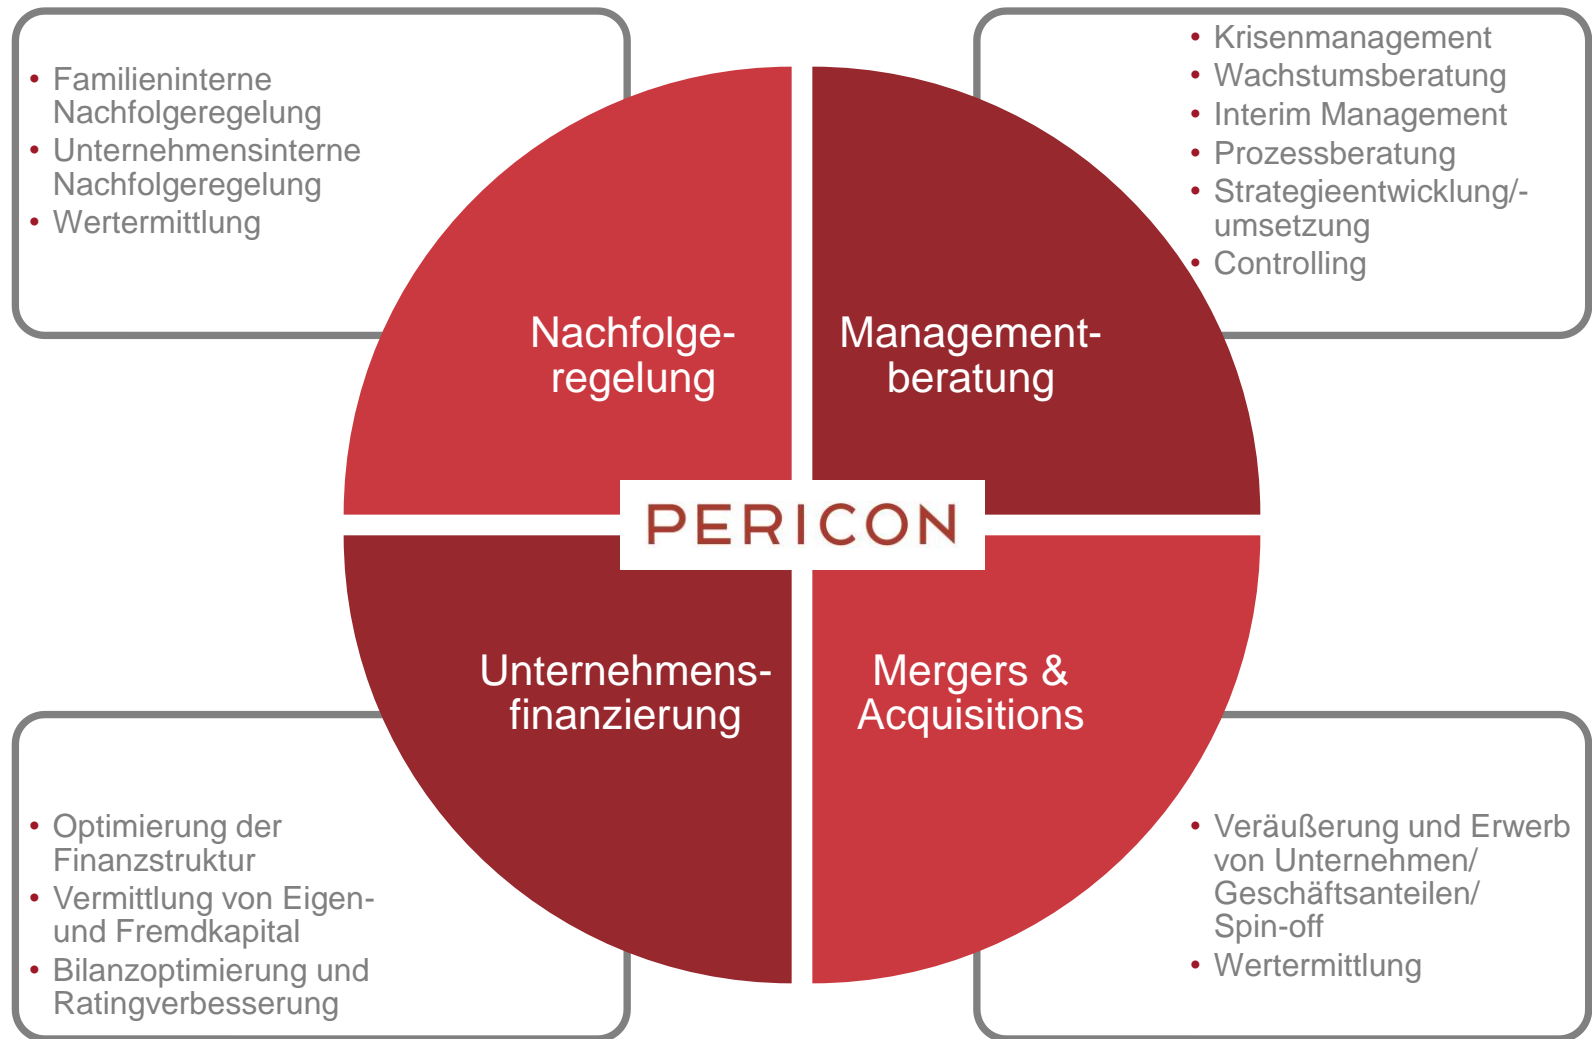 • Familieninterne
Nachfolgeregelung
• Unternehmensinterne
Nachfolgeregelung
• Wertermittlung
• Krisenmanagement
• Wachstumsberatung
• Interim Management
• Prozessberatung
• Strategieentwicklung/-
umsetzung
• Controlling
Nachfolge-
regelung
Management-
beratung
PERICON
Unternehmens-
finanzierung
Mergers &
Acquisitions
• Optimierung der
Finanzstruktur
• Vermittlung von Eigen-
und Fremdkapital
• Bilanzoptimierung und
Ratingverbesserung
• Veräußerung und Erwerb
von Unternehmen/
Geschäftsanteilen/
Spin-off
• Wertermittlung